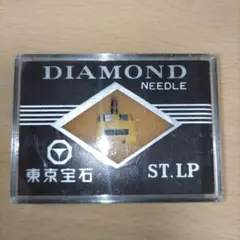 DIAMOND
NEEDLE
東京宝石
ST.LP